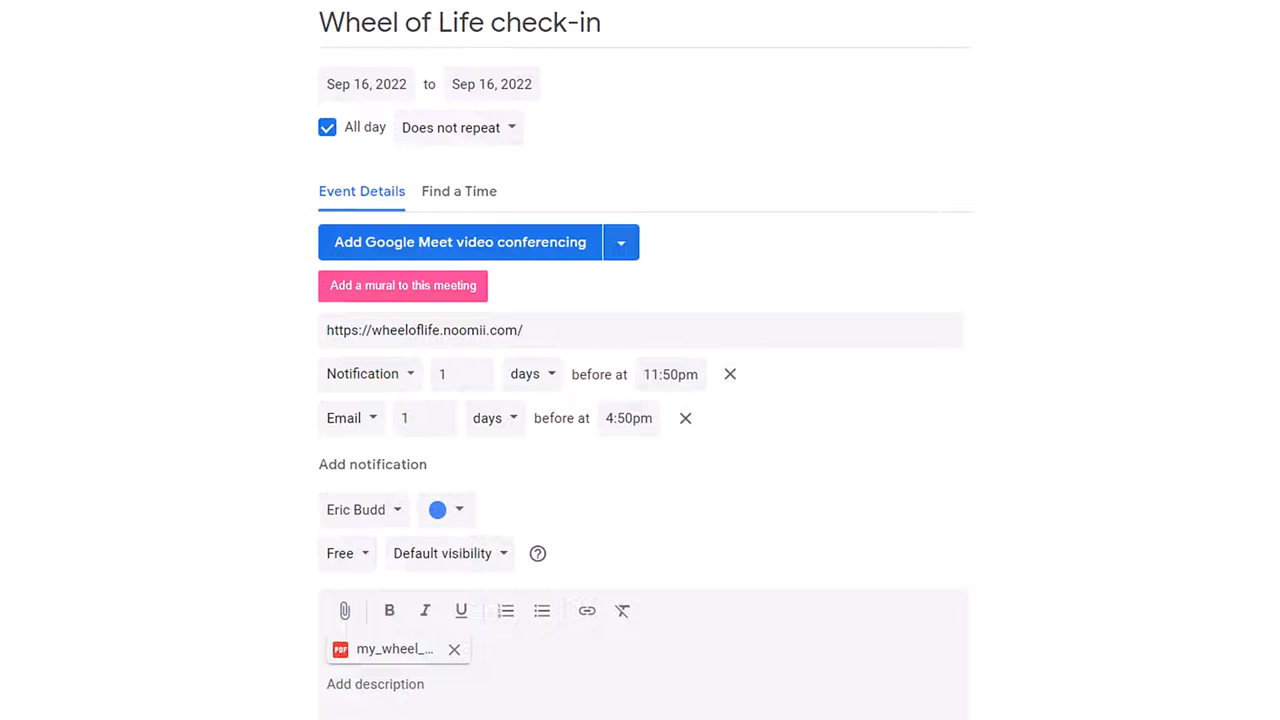 Wheel of Life check-in
Sep 16, 2022 to Sep 16, 2022
All day Does not repeat
Event Details Find a Time
Add Google Meet video conferencing
Add a mural to this meeting
https://wheeloflife.noomii.com/
Notification 1 days before at 11:50pm
Email 1 days before at 4:50pm
Add notification
Eric Budd
Free Default visibility ?
B I U
PDF my_wheel_...
Add description